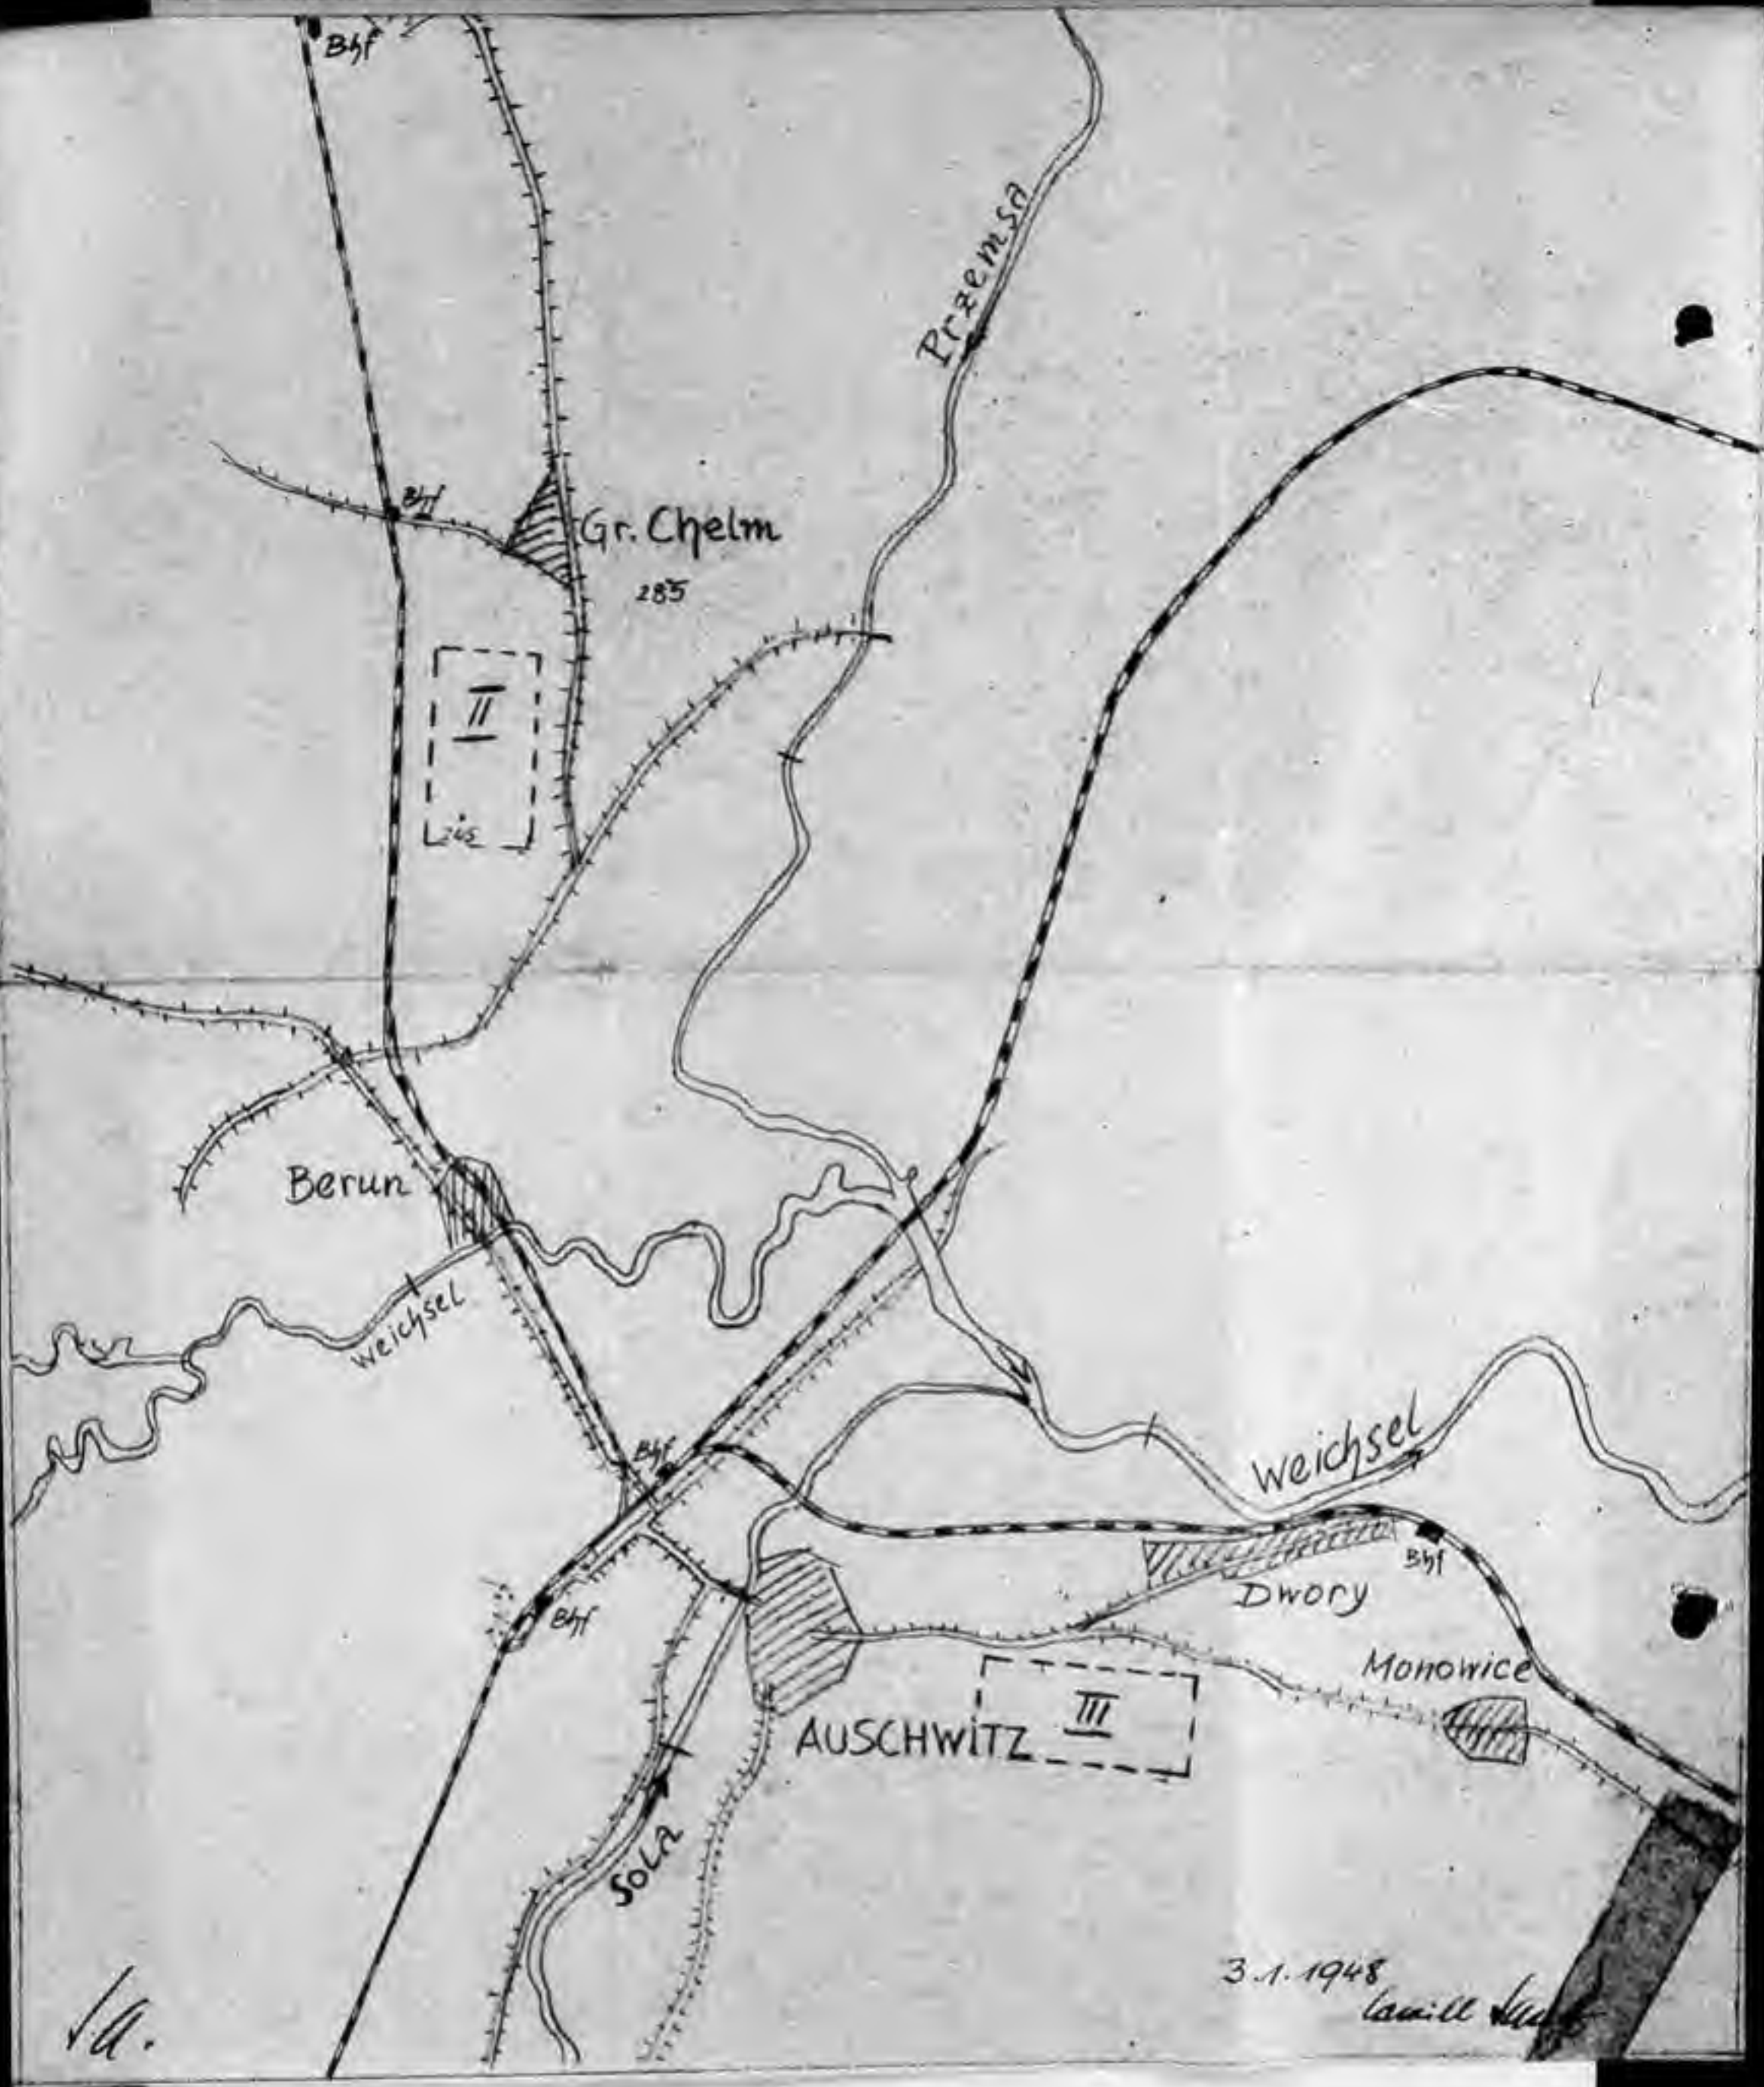 Bhf
Przemsa
Bhf
Gr. Chelm
285
II
Berun
Weichsel
Weichsel
Bhf
Bhf
Dwory
Bhf
Monowice
III
AUSCHWITZ
Sola
3.1.1948
Camill